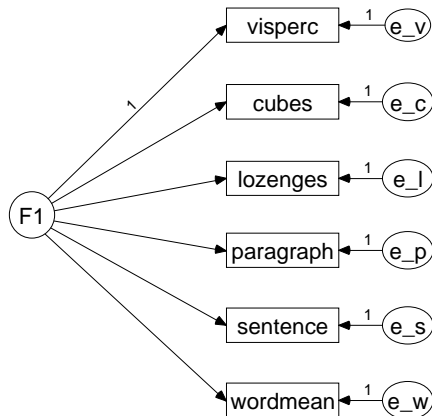 1 visperc 1 e_v
cubes 1 e_c
lozenges 1 e_l
F1
paragraph 1 e_p
sentence 1 e_s
wordmean 1 e_w